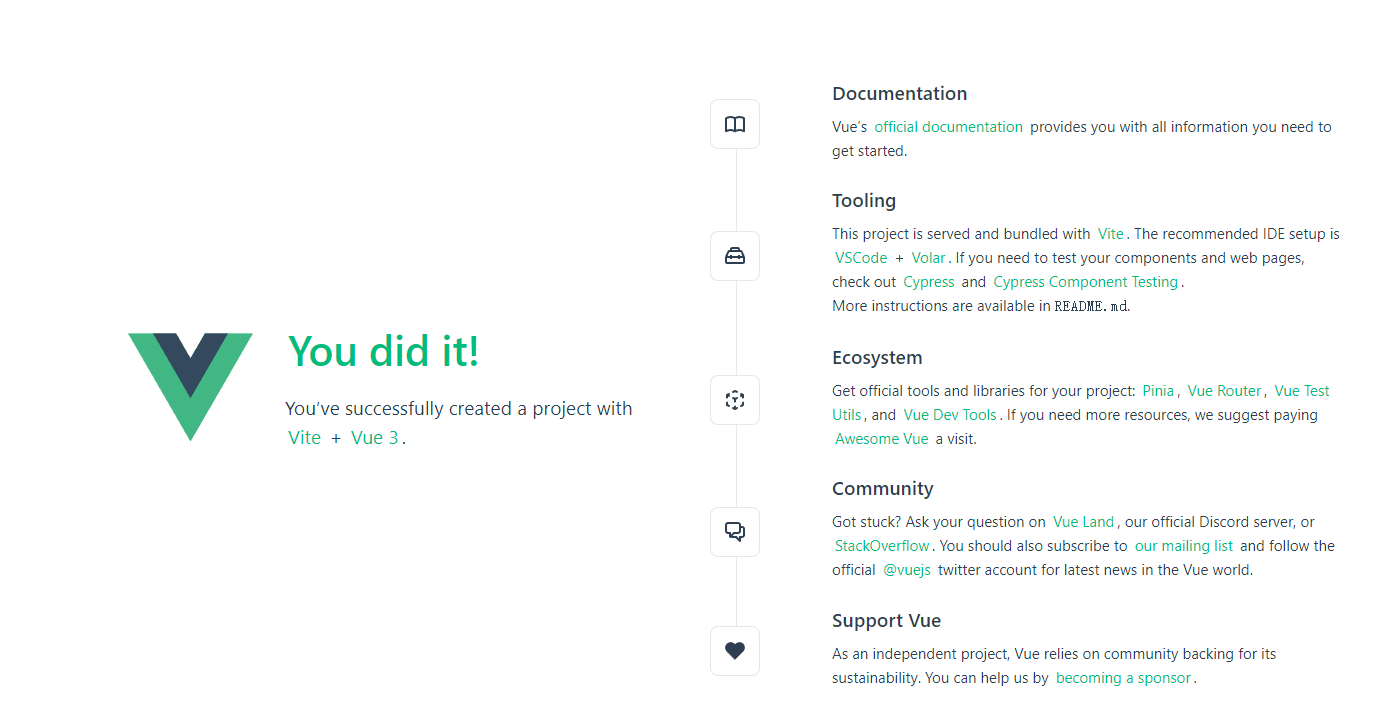 You did it!
You’ve successfully created a project with
Vite + Vue 3.
Documentation
Vue’s official documentation provides you with all information you need to
get started.
Tooling
This project is served and bundled with Vite. The recommended IDE setup is
VSCode + Volar. If you need to test your components and web pages,
check out Cypress and Cypress Component Testing.
More instructions are available in README.md.
Ecosystem
Get official tools and libraries for your project: Pinia, Vue Router, Vue Test
Utils, and Vue Dev Tools. If you need more resources, we suggest paying
Awesome Vue a visit.
Community
Got stuck? Ask your question on Vue Land, our official Discord server, or
StackOverflow. You should also subscribe to our mailing list and follow the
official @vuejs twitter account for latest news in the Vue world.
Support Vue
As an independent project, Vue relies on community backing for its
sustainability. You can help us by becoming a sponsor.